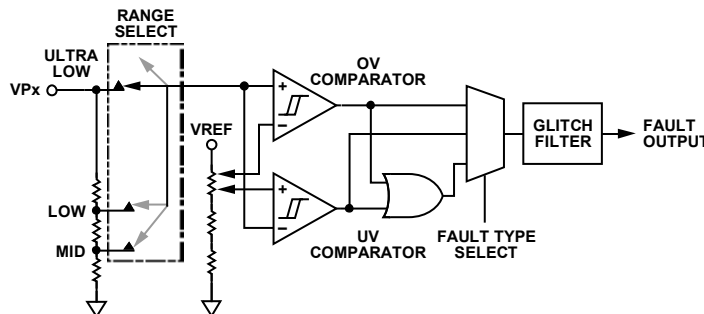 RANGE
SELECT
ULTRA
LOW
VPx
LOW
MID
VREF
+
−
OV
COMPARATOR
+
−
UV
COMPARATOR
FAULT TYPE
SELECT
GLITCH
FILTER
FAULT
OUTPUT